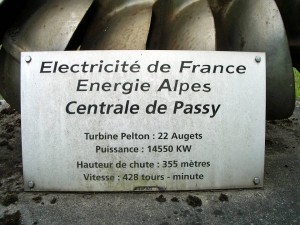 Electricité de France
Energie Alpes
Centrale de Passy
Turbine Pelton : 22 Augets
Puissance : 14550 KW
Hauteur de chute : 355 mètres
Vitesse : 428 tours - minute